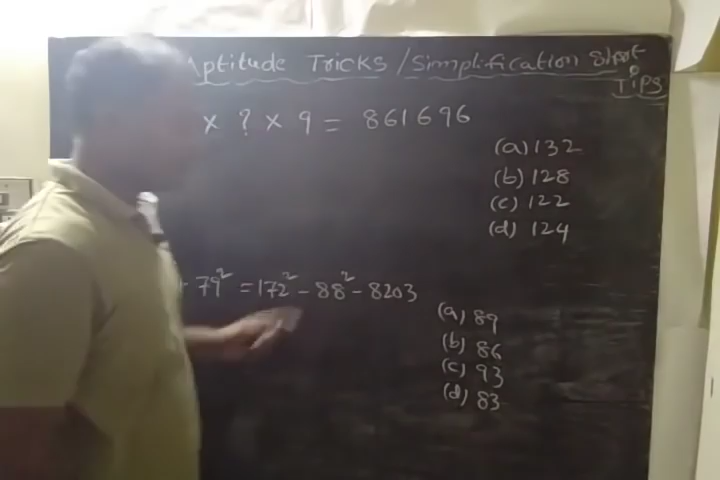 Aptitude Tricks / Simplification Short
Tips
x ? x 9 = 861696
(a) 132
(b) 128
(c) 122
(d) 124
79² = 172² - 88² - 8203
(a) 89
(b) 86
(c) 93
(d) 83